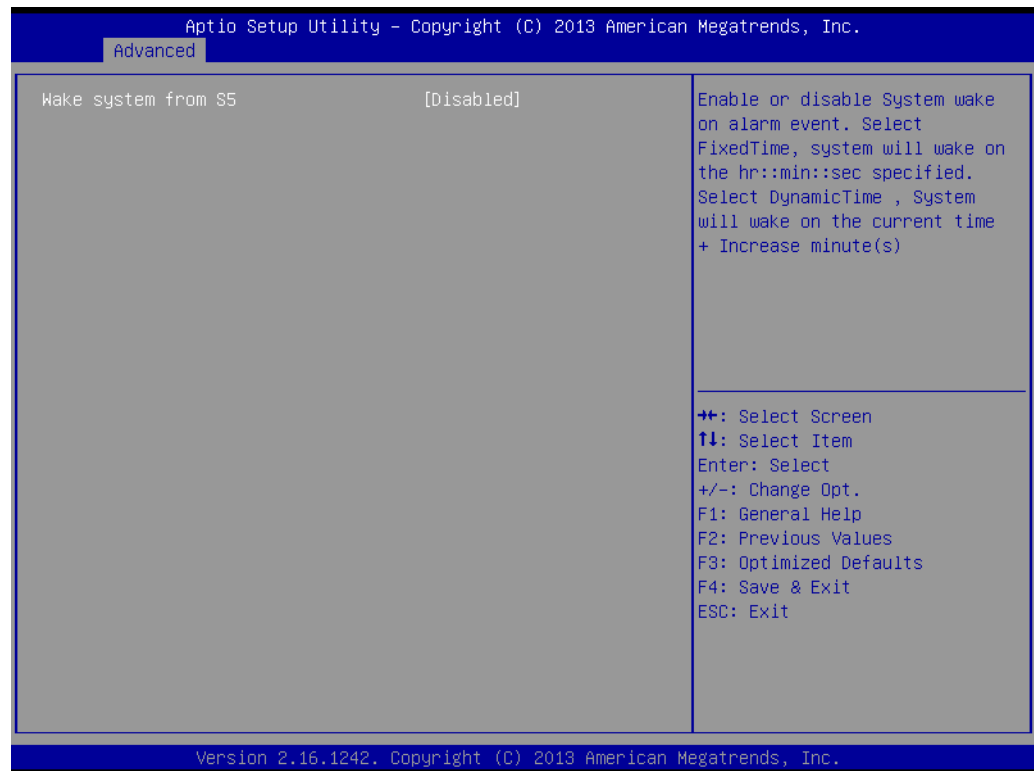 Aptio Setup Utility – Copyright (C) 2013 American Megatrends, Inc.
Advanced
Wake system from S5 [Disabled]
Enable or disable System wake
on alarm event. Select
FixedTime, system will wake on
the hr::min::sec specified.
Select DynamicTime , System
will wake on the current time
+ Increase minute(s)
→←: Select Screen
↑↓: Select Item
Enter: Select
+/-: Change Opt.
F1: General Help
F2: Previous Values
F3: Optimized Defaults
F4: Save & Exit
ESC: Exit
Version 2.16.1242. Copyright (C) 2013 American Megatrends, Inc.